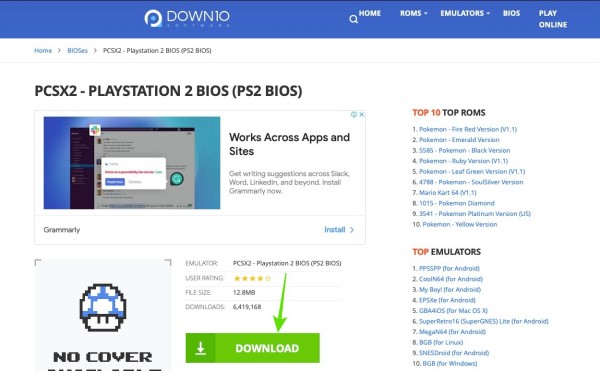 DOWN10
SOFTWARE
HOME
ROMS
EMULATORS
BIOS
PLAY
ONLINE
Home > BIOSes > PCSX2 - Playstation 2 BIOS (PS2 BIOS)
PCSX2 - PLAYSTATION 2 BIOS (PS2 BIOS)
Works Across Apps and
Sites
Get writing suggestions across Slack,
Word, LinkedIn, and beyond. Install
Grammarly now.
Grammarly
Install
EMULATOR: PCSX2 - Playstation 2 BIOS (PS2 BIOS)
USER RATING:
FILE SIZE: 12.8MB
DOWNLOADS: 6,419,168
DOWNLOAD
NO COVER
AVAILABLE
TOP 10 TOP ROMS
1. Pokemon - Fire Red Version (V1.1)
2. Pokemon - Emerald Version
3. 5585 - Pokemon - Black Version
4. Pokemon - Ruby Version (V1.1)
5. Pokemon - Leaf Green Version (V1.1)
6. 4788 - Pokemon - SoulSilver Version
7. Mario Kart 64 (V1.1)
8. 1015 - Pokemon Diamond
9. 3541 - Pokemon Platinum Version (US)
10. Pokemon - Yellow Version
TOP EMULATORS
1. PPSSPP (for Android)
2. CoolN64 (for Android)
3. My Boy! (for Android)
4. EPSXe (for Android)
5. GBA4iOS (for Mac OS X)
6. SuperRetro16 (SuperGNES) Lite (for Android)
7. MegaN64 (for Android)
8. BGB (for Linux)
9. SNESDroid (for Android)
10. BGB (for Windows)